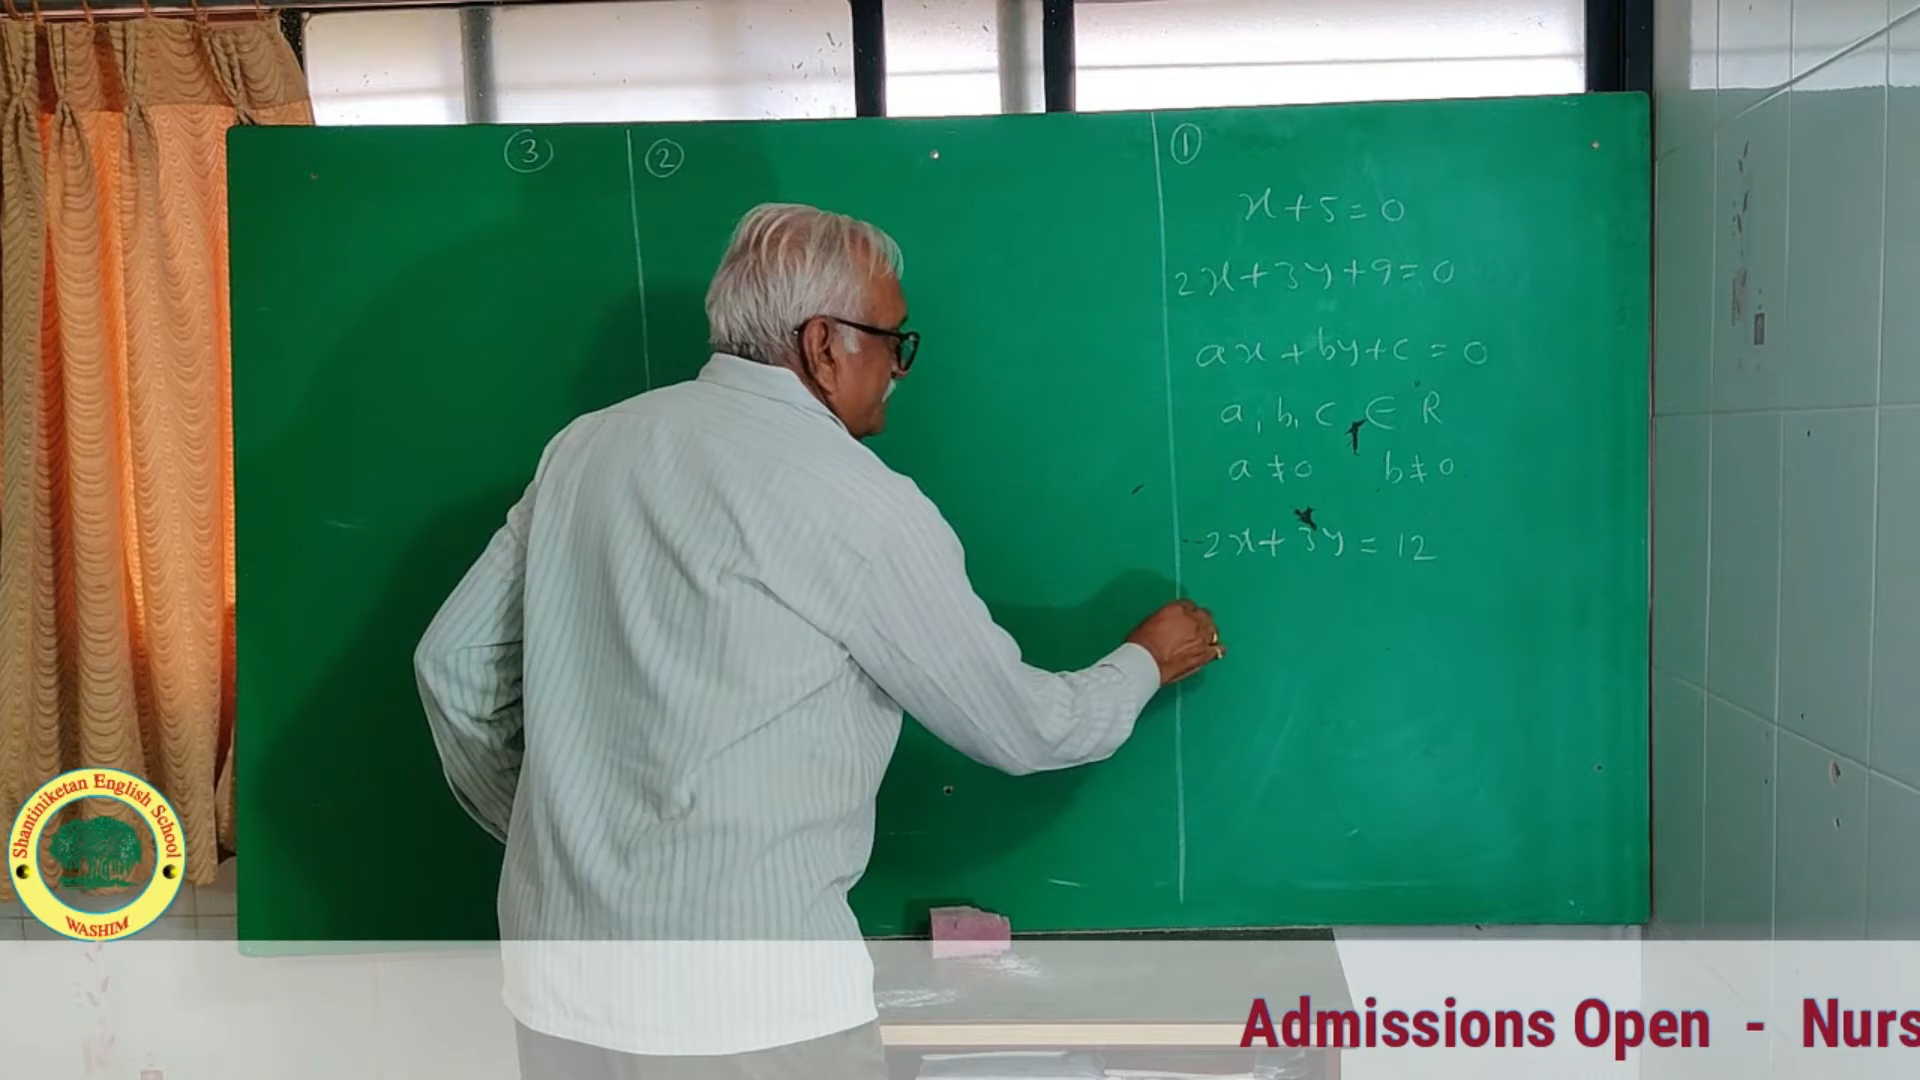 ③ ② ①
x+5=0
2x+3y+9=0
ax+by+c=0
a, b, c ∈ R
a≠0 b≠0
2x+3y=12
Shantiniketan English School
WASHIM
Admissions Open - Nurs